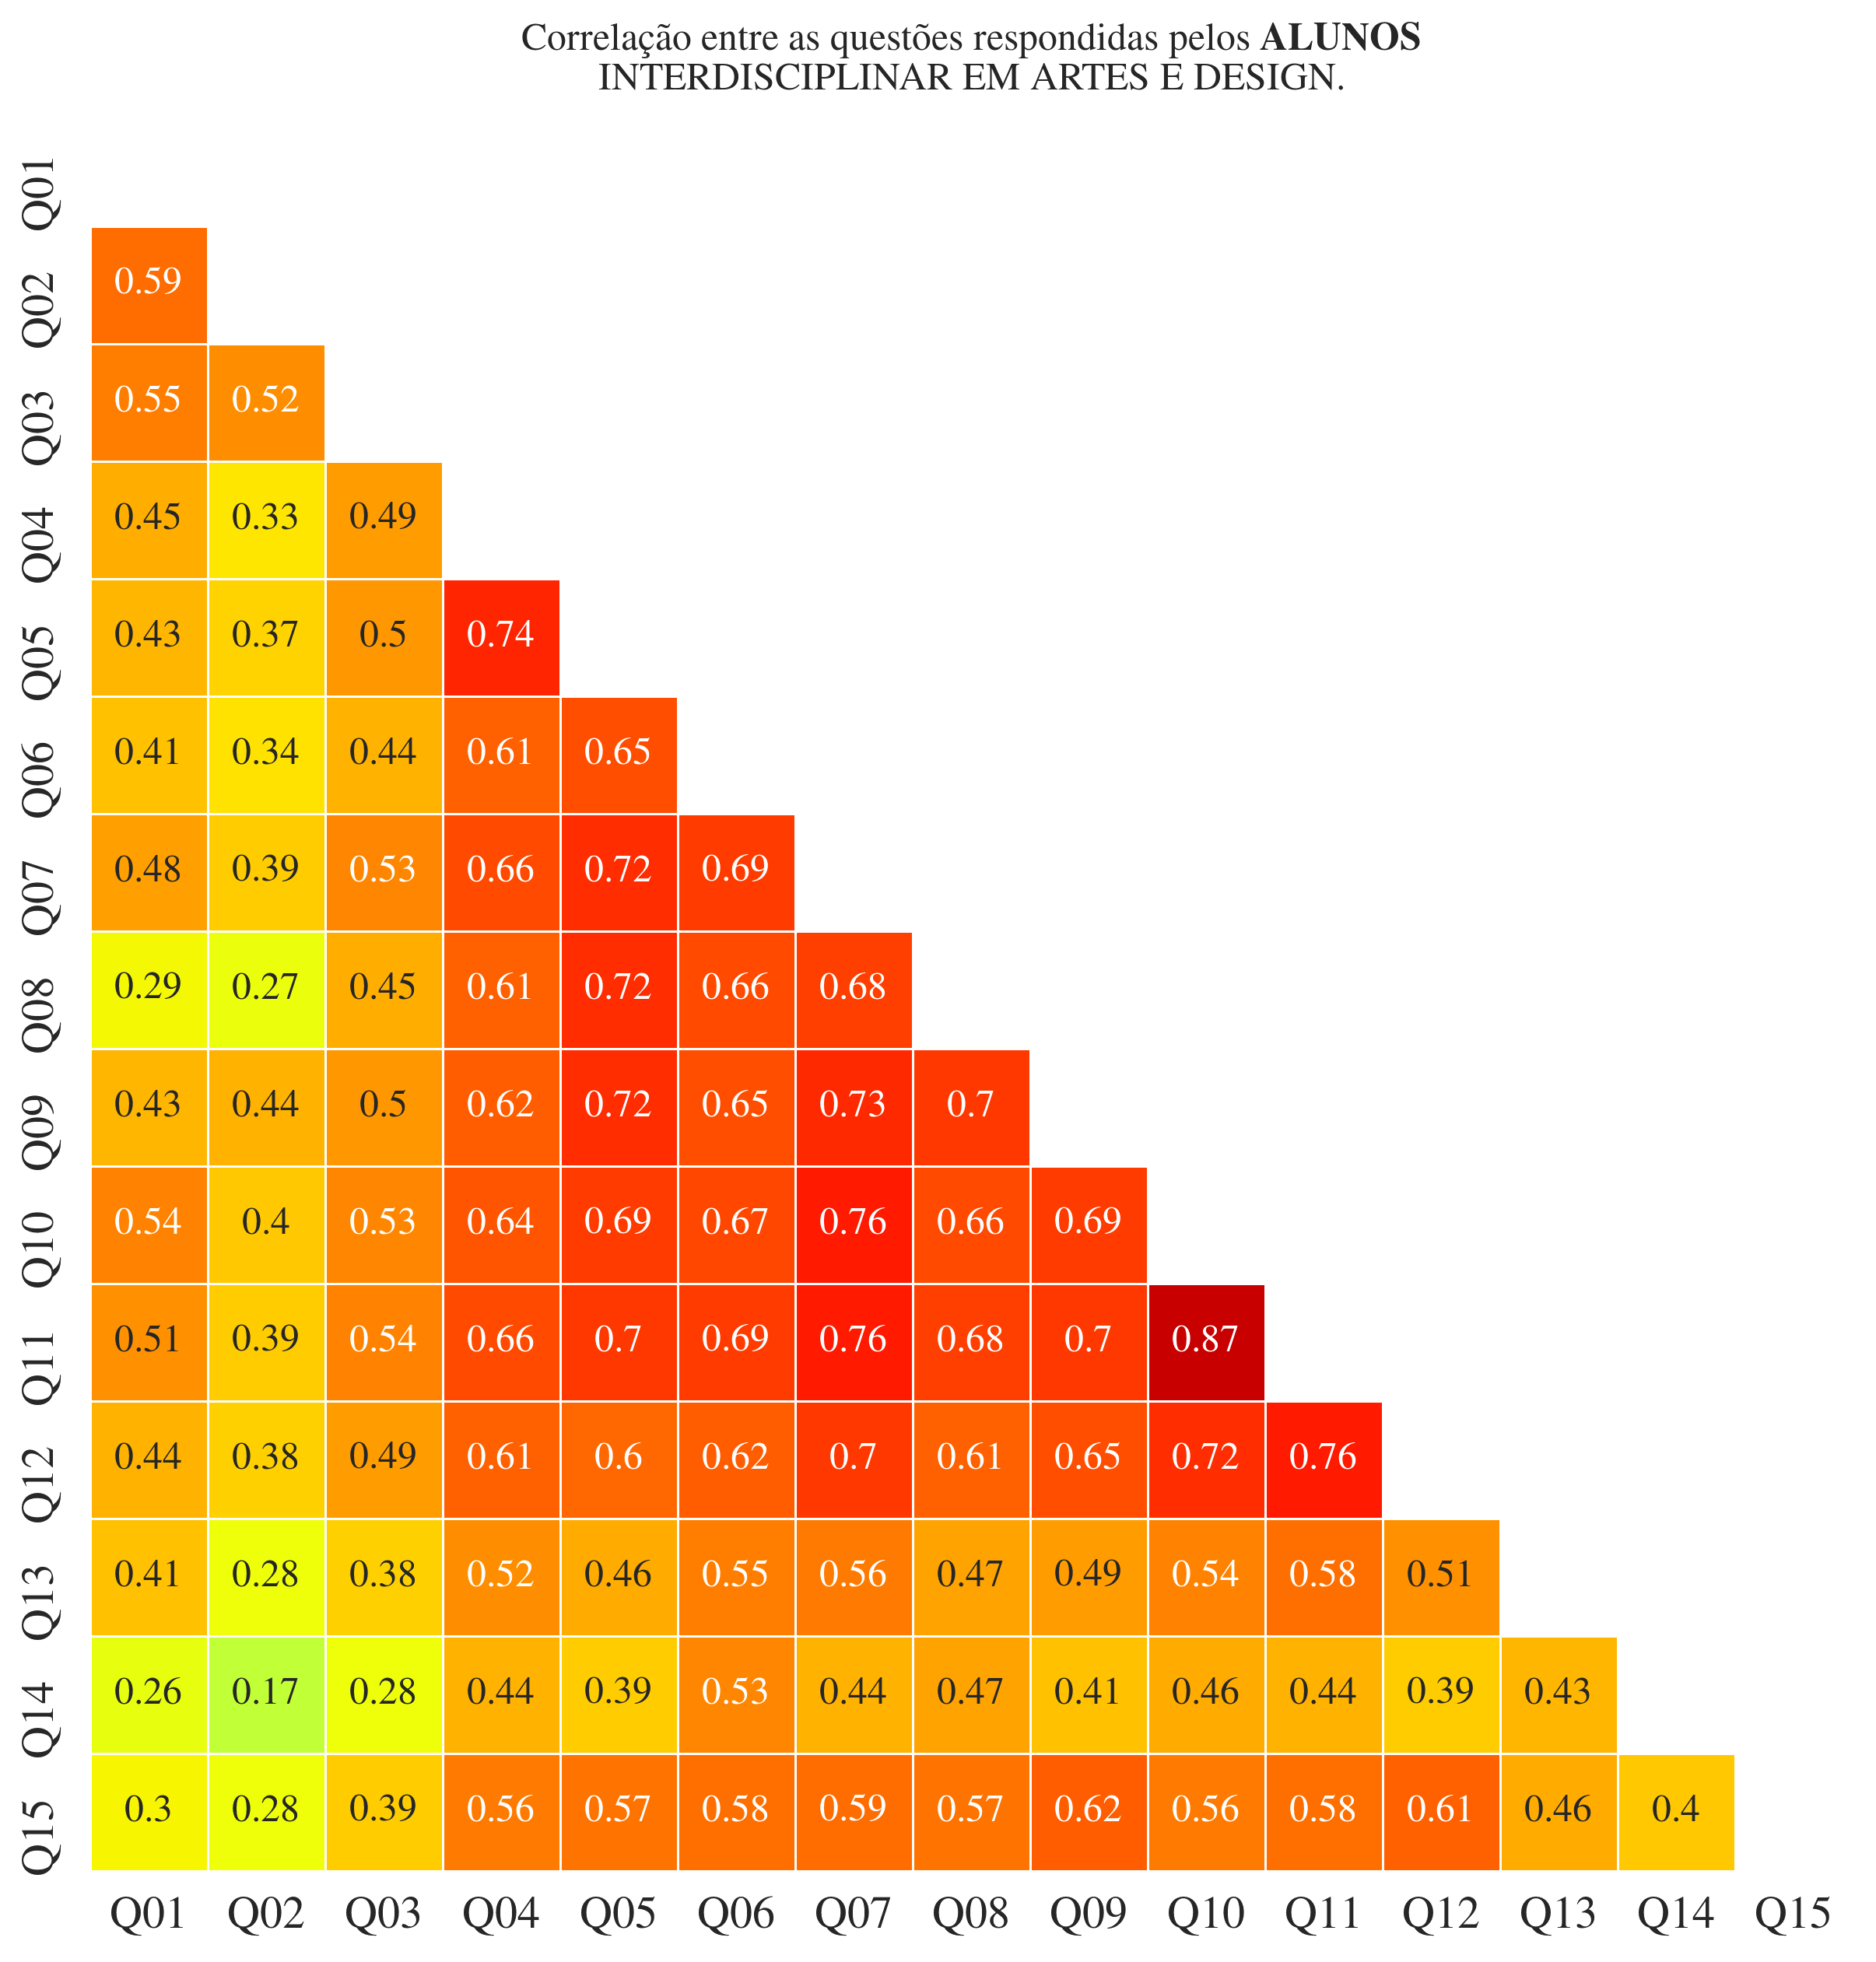 Correlação entre as questões respondidas pelos ALUNOS
INTERDISCIPLINAR EM ARTES E DESIGN.
Q01
Q02 0.59
Q03 0.55 0.52
Q04 0.45 0.33 0.49
Q05 0.43 0.37 0.5 0.74
Q06 0.41 0.34 0.44 0.61 0.65
Q07 0.48 0.39 0.53 0.66 0.72 0.69
Q08 0.29 0.27 0.45 0.61 0.72 0.66 0.68
Q09 0.43 0.44 0.5 0.62 0.72 0.65 0.73 0.7
Q10 0.54 0.4 0.53 0.64 0.69 0.67 0.76 0.66 0.69
Q11 0.51 0.39 0.54 0.66 0.7 0.69 0.76 0.68 0.7 0.87
Q12 0.44 0.38 0.49 0.61 0.6 0.62 0.7 0.61 0.65 0.72 0.76
Q13 0.41 0.28 0.38 0.52 0.46 0.55 0.56 0.47 0.49 0.54 0.58 0.51
Q14 0.26 0.17 0.28 0.44 0.39 0.53 0.44 0.47 0.41 0.46 0.44 0.39 0.43
Q15 0.3 0.28 0.39 0.56 0.57 0.58 0.59 0.57 0.62 0.56 0.58 0.61 0.46 0.4
Q01 Q02 Q03 Q04 Q05 Q06 Q07 Q08 Q09 Q10 Q11 Q12 Q13 Q14 Q15